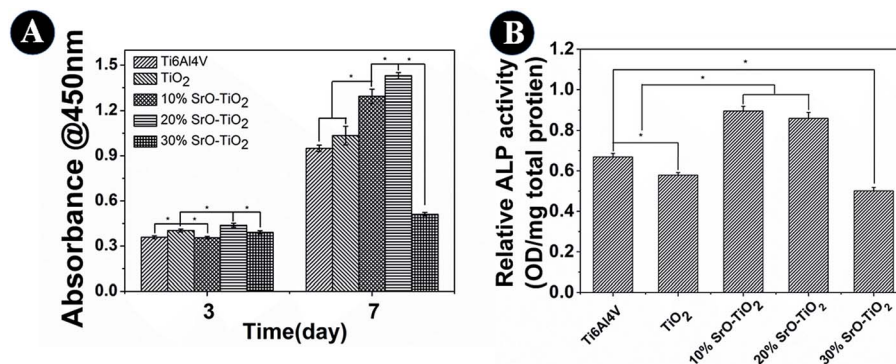 A
Absorbance @450nm
1.5
1.2
0.9
0.6
0.3
0.0
Ti6Al4V
TiO2
10% SrO-TiO2
20% SrO-TiO2
30% SrO-TiO2
* * * *
* * *
3
7
Time(day)
B
Relative ALP activity
(OD/mg total protien)
1.2
1.0
0.8
0.6
0.4
0.2
0.0
*
*
*
Ti6Al4V
TiO2
10% SrO-TiO2
20% SrO-TiO2
30% SrO-TiO2